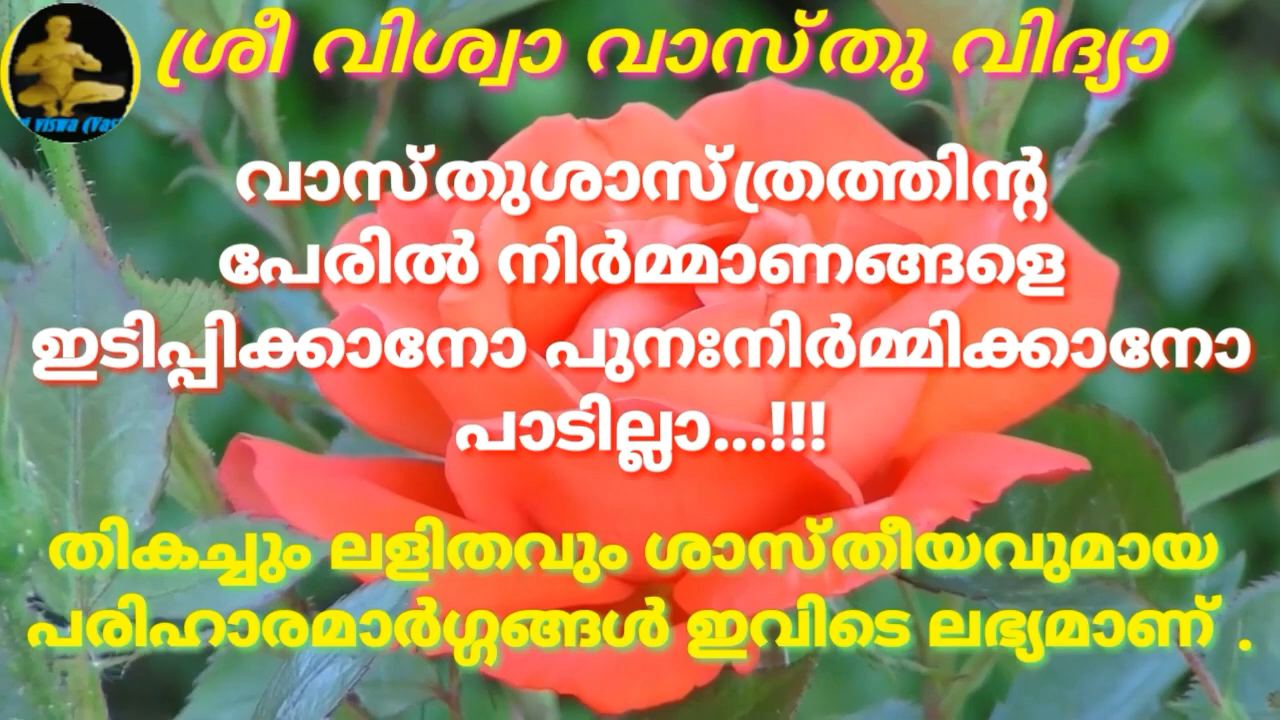 ശ്രീ വിശ്വാ വാസ്തു വിദ്യാ
വാസ്തുശാസ്ത്രത്തിൻ്റ
പേരിൽ നിർമ്മാണങ്ങളെ
ഇടിപ്പിക്കാനോ പുനഃനിർമ്മിക്കാനോ
പാടില്ലാ...!!!
തികച്ചും ലളിതവും ശാസ്തീയവുമായ
പരിഹാരമാർഗ്ഗങ്ങൾ ഇവിടെ ലഭ്യമാണ് .